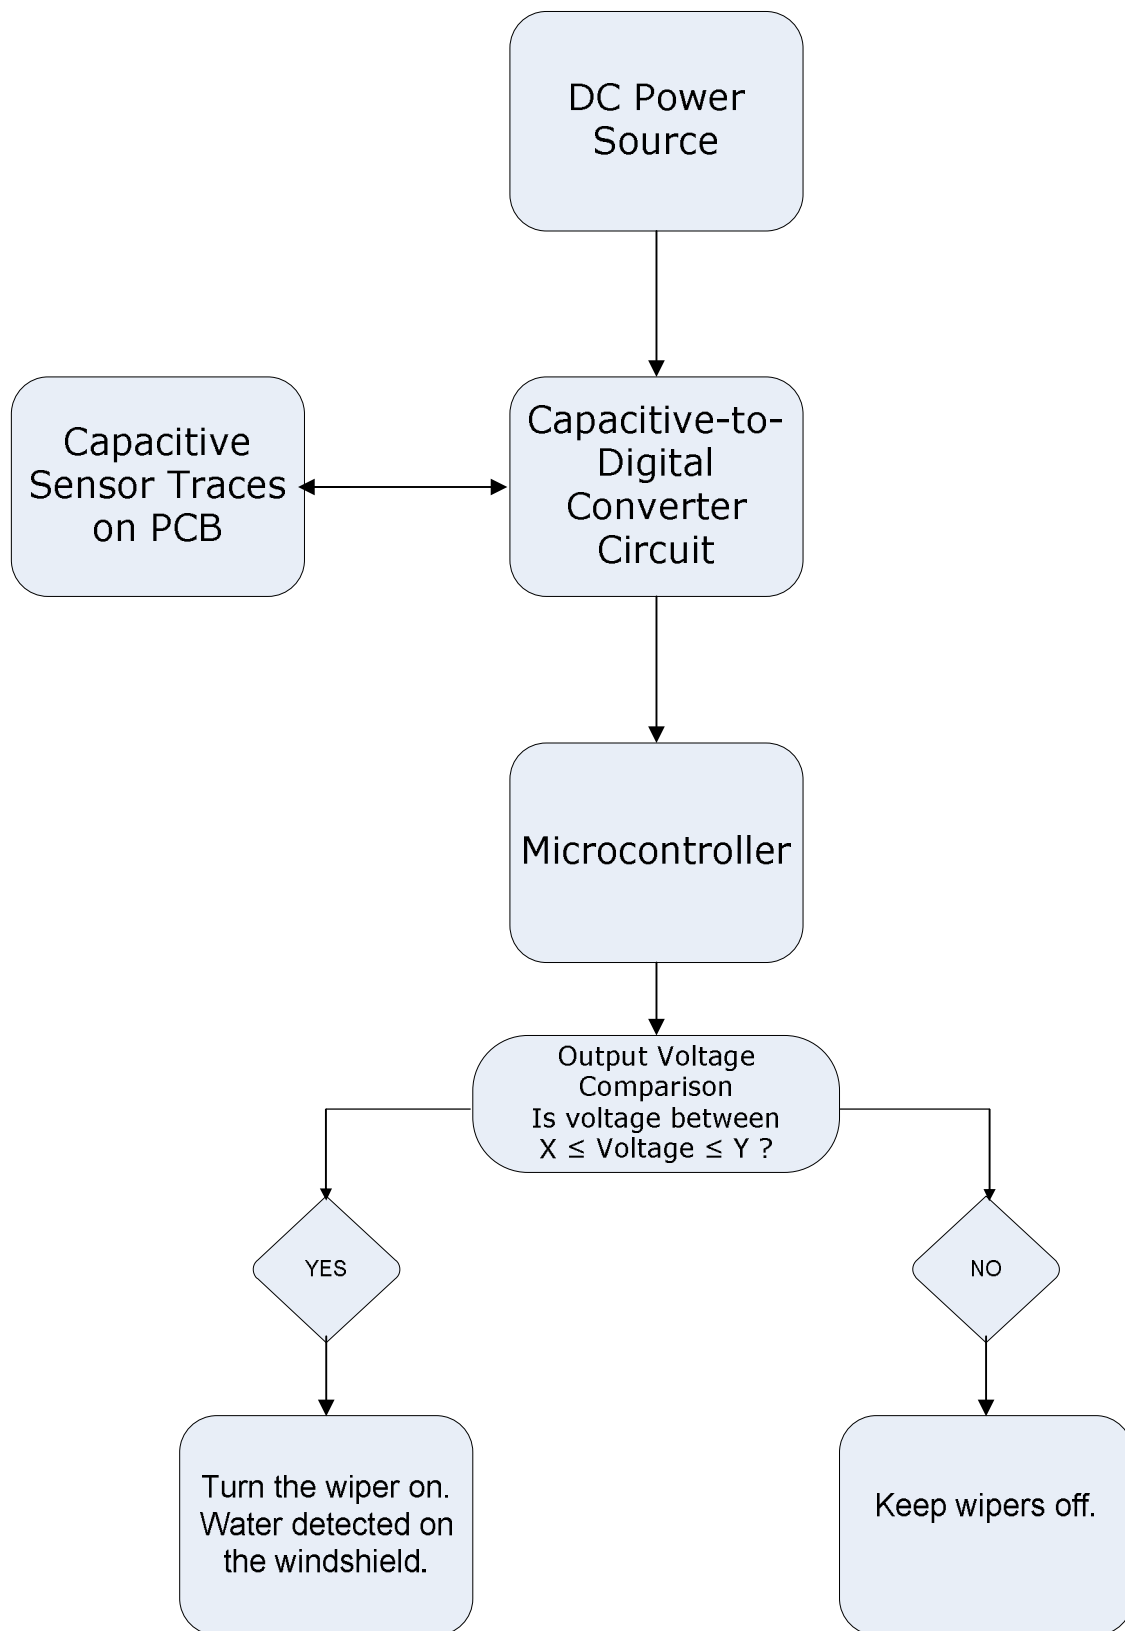 DC Power
Source
Capacitive
Sensor Traces
on PCB
Capacitive-to-
Digital
Converter
Circuit
Microcontroller
Output Voltage
Comparison
Is voltage between
X ≤ Voltage ≤ Y ?
YES
NO
Turn the wiper on.
Water detected on
the windshield.
Keep wipers off.